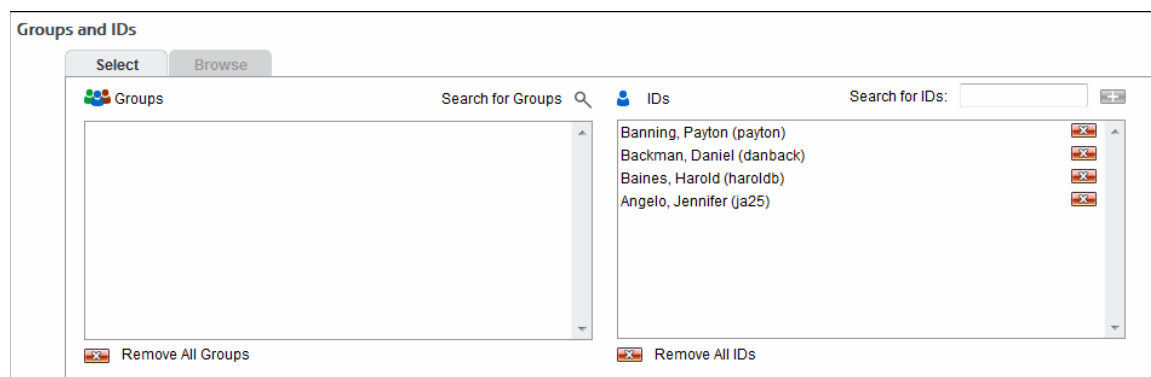 Groups and IDs
Select Browse
Groups Search for Groups IDs Search for IDs:
Banning, Payton (payton)
Backman, Daniel (danback)
Baines, Harold (haroldb)
Angelo, Jennifer (ja25)
Remove All Groups Remove All IDs